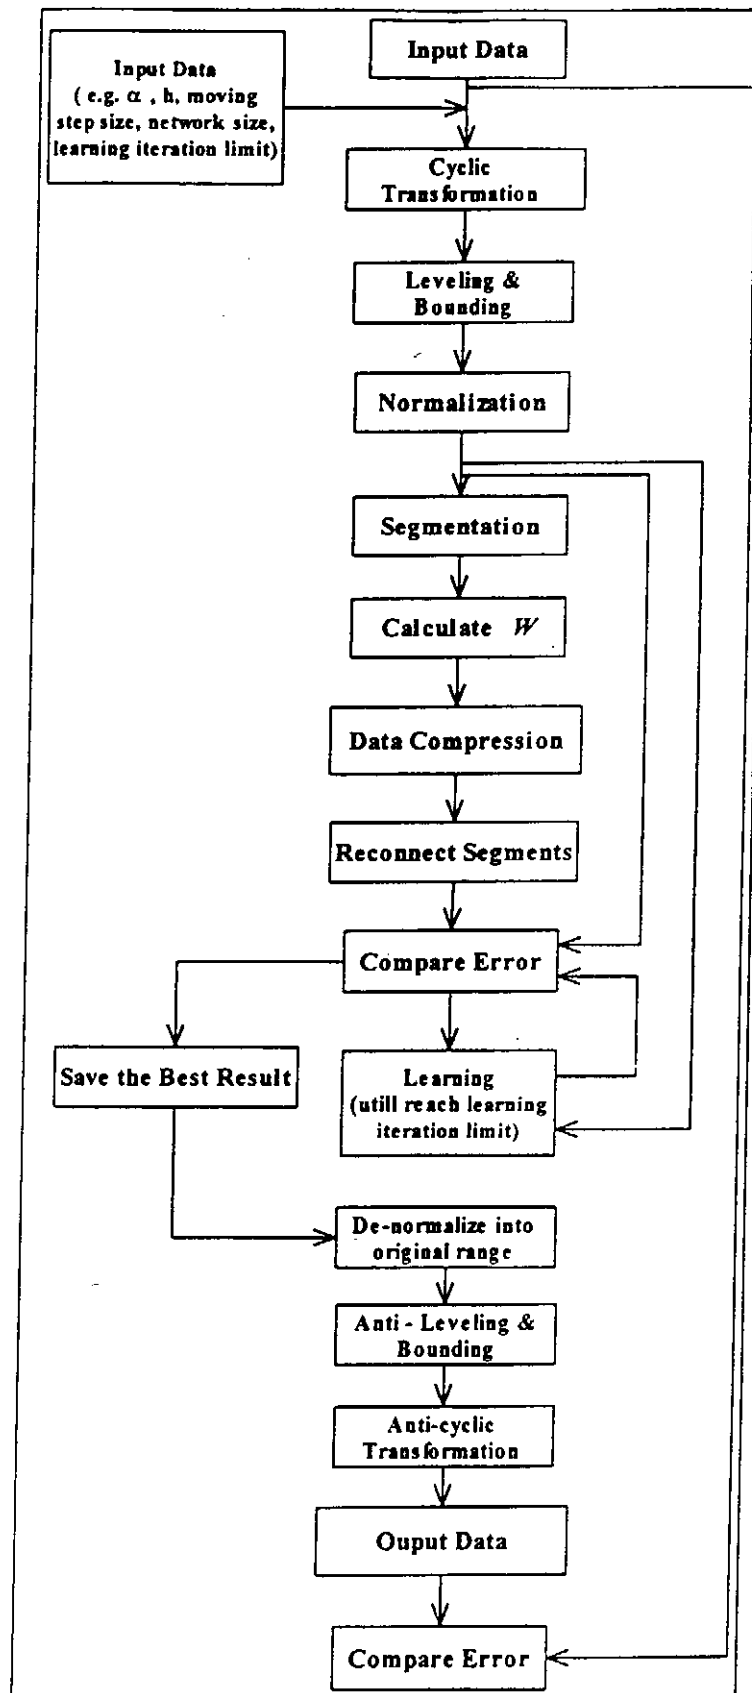 Input Data
Input Data
( e.g. α , h, moving
step size, network size,
learning iteration limit)
Cyclic
Transformation
Leveling &
Bounding
Normalization
Segmentation
Calculate W
Data Compression
Reconnect Segments
Compare Error
Save the Best Result
Learning
(utill reach learning
iteration limit)
De-normalize into
original range
Anti - Leveling &
Bounding
Anti-cyclic
Transformation
Ouput Data
Compare Error